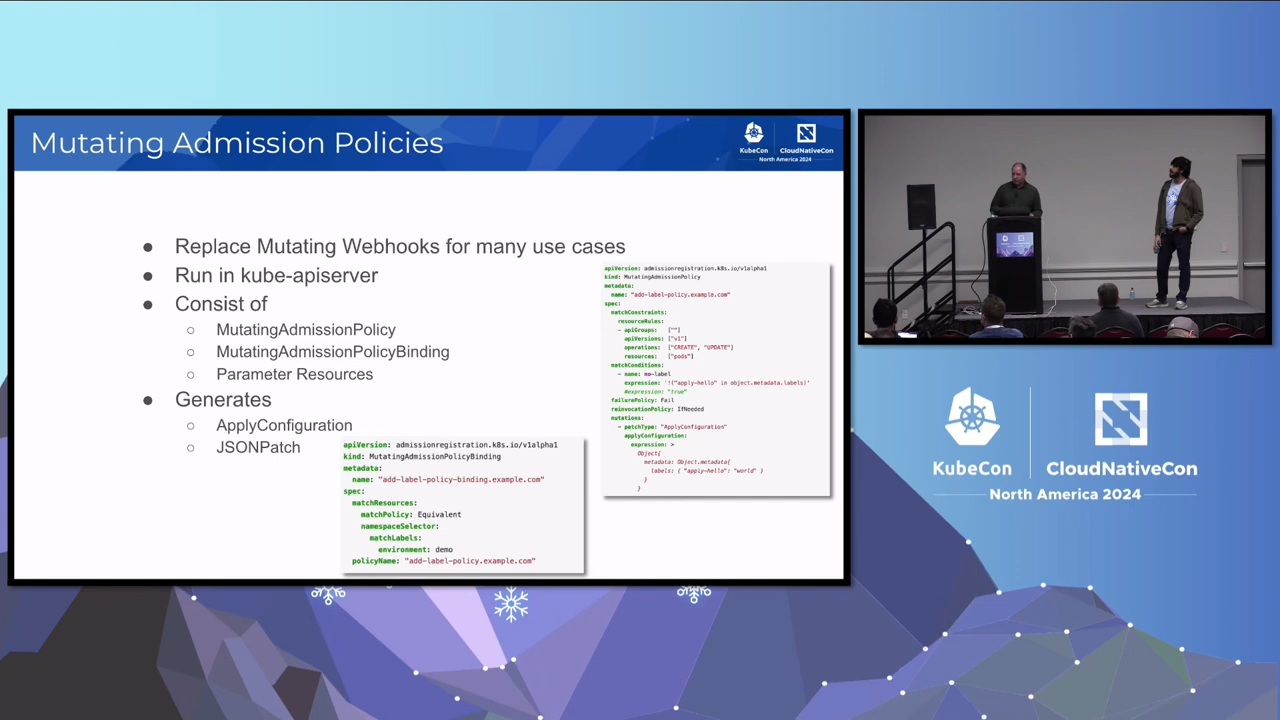 Mutating Admission Policies
KubeCon
CloudNativeCon
North America 2024
Replace Mutating Webhooks for many use cases
Run in kube-apiserver
Consist of
MutatingAdmissionPolicy
MutatingAdmissionPolicyBinding
Parameter Resources
Generates
ApplyConfiguration
JSONPatch
apiVersion: admissionregistration.k8s.io/v1alpha1
kind: MutatingAdmissionPolicyBinding
metadata:
name: "add-label-policy-binding.example.com"
spec:
matchResources:
matchPolicy: Equivalent
namespaceSelector:
matchLabels:
environment: demo
policyName: "add-label-policy.example.com"
apiVersion: admissionregistration.k8s.io/v1alpha1
kind: MutatingAdmissionPolicy
metadata:
name: "add-label-policy.example.com"
spec:
matchConstraints:
resourceRules:
- apiGroups: [""]
apiVersions: ["v1"]
operations: ["CREATE", "UPDATE"]
resources: ["pods"]
matchConditions:
- name: no-label
expression: '!("apply-hello" in object.metadata.labels)'
#expression: "true"
failurePolicy: Fail
reinvocationPolicy: IfNeeded
mutations:
- patchType: "ApplyConfiguration"
applyConfiguration:
expression: >
Object{
metadata: Object.metadata{
labels: { "apply-hello": "world" }
}
}
KubeCon
CloudNativeCon
North America 2024